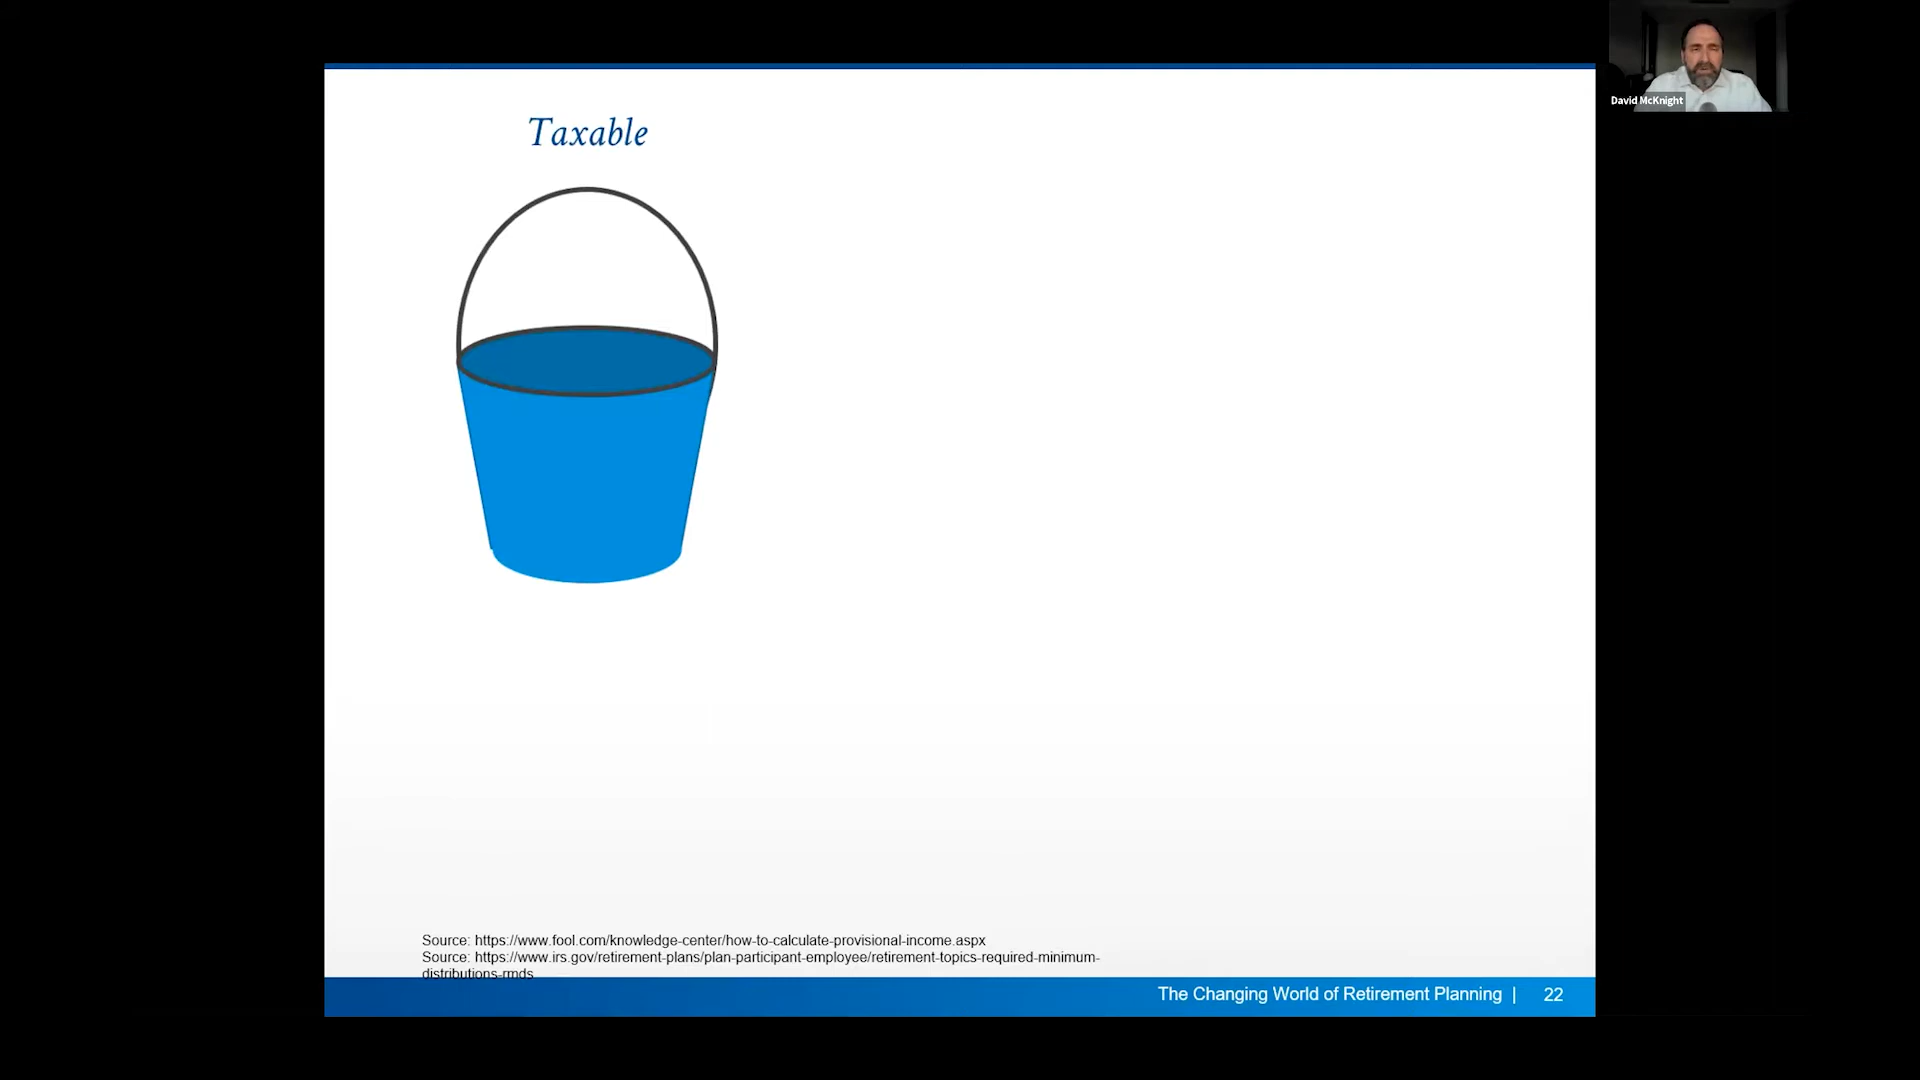 David McKnight
Taxable
Source: https://www.fool.com/knowledge-center/how-to-calculate-provisional-income.aspx
Source: https://www.irs.gov/retirement-plans/plan-participant-employee/retirement-topics-required-minimum-
distributions-rmds
The Changing World of Retirement Planning | 22